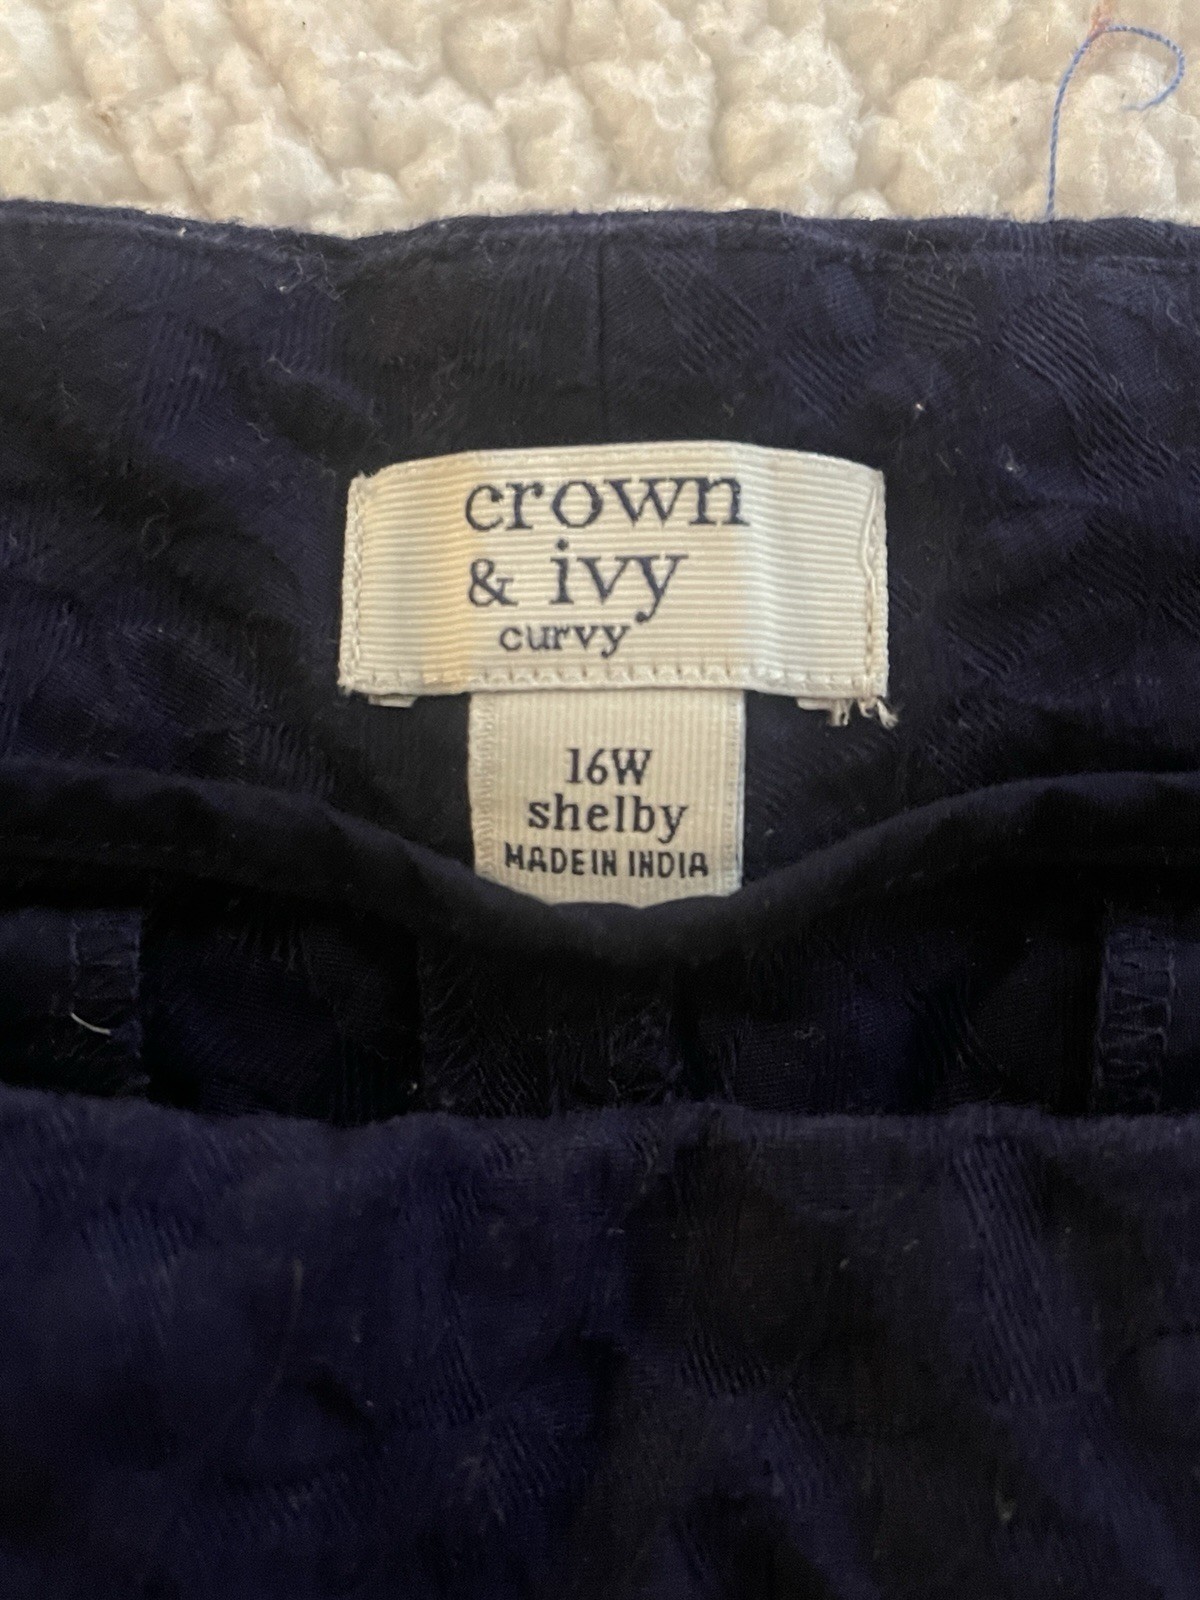 crown
& ivy
curvy
16W
shelby
MADE IN INDIA